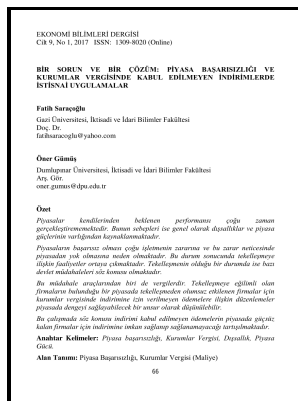 EKONOMİ BİLİMLERİ DERGİSİ
Cilt 9, No 1, 2017  ISSN: 1309-8020 (Online)
BİR SORUN VE BİR ÇÖZÜM: PİYASA BAŞARISIZLIĞI VE
KURUMLAR VERGİSİNDE KABUL EDİLMEYEN İNDİRİMLERDE
İSTİSNAİ UYGULAMALAR
Fatih Saraçoğlu
Gazi Üniversitesi, İktisadi ve İdari Bilimler Fakültesi
Doç. Dr.
fatihsaracoglu@yahoo.com
Öner Gümüş
Dumlupınar Üniversitesi, İktisadi ve İdari Bilimler Fakültesi
Arş. Gör.
oner.gumus@dpu.edu.tr
Özet
Piyasalar kendilerinden beklenen performansı çoğu zaman
gerçekleştirememektedir. Bunun sebepleri ise genel olarak dışsallıklar ve piyasa
güçlerinin varlığından kaynaklanmaktadır.
Piyasaların başarısız olması çoğu işletmenin zararına ve bu zarar neticesinde
piyasadan yok olmasına neden olmaktadır. Bu durum sonucunda tekelleşmeye
ilişkin faaliyetler ortaya çıkmaktadır. Tekelleşmenin olduğu bir durumda ise bazı
devlet müdahaleleri söz konusu olmaktadır.
Bu müdahale araçlarından biri de vergilerdir. Tekelleşmeye eğilimli olan
firmaların bulunduğu bir piyasada tekelleşmeden olumsuz etkilenen firmalar için
kurumlar vergisinde indirimine izin verilmeyen ödemelere ilişkin düzenlemeler
piyasada dengeyi sağlayabilecek bir unsur olarak düşünülebilir.
Bu çalışmada söz konusu indirimi kabul edilmeyen ödemelerin piyasada güçsüz
kalan firmalar için indirimine imkan sağlanıp sağlanamayacağı tartışılmaktadır.
Anahtar Kelimeler: Piyasa başarısızlığı, Kurumlar Vergisi, Dışsallık, Piyasa
Gücü.
Alan Tanımı: Piyasa Başarısızlığı, Kurumlar Vergisi (Maliye)
66